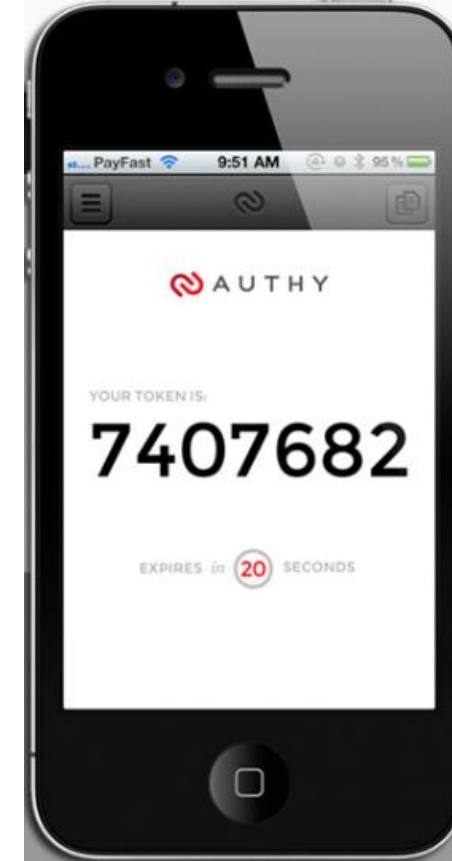 PayFast 9:51 AM 95%
AUTHY
YOUR TOKEN IS:
7407682
EXPIRES in 20 SECONDS